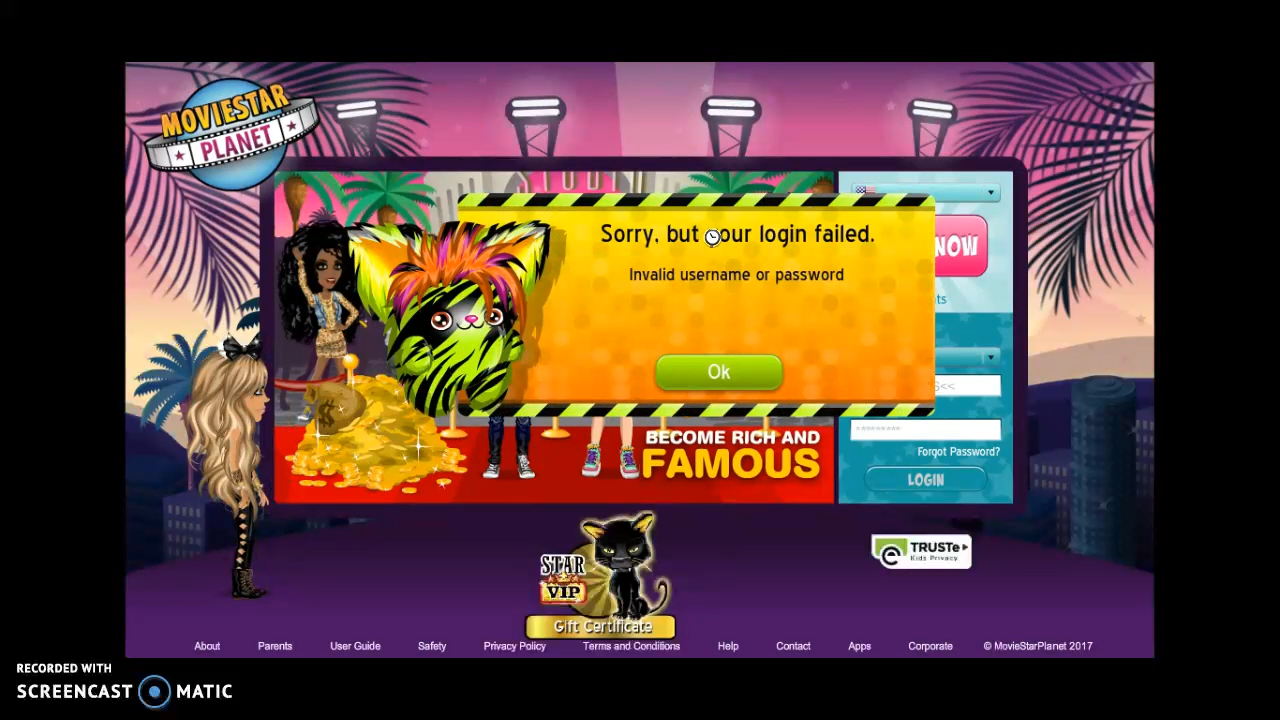 MOVIESTAR
PLANET
Sorry, but your login failed.
Invalid username or password
Ok
NOW
BECOME RICH AND
FAMOUS
********
Forgot Password?
LOGIN
STAR
VIP
Gift Certificate
TRUSTe
Kids Privacy
About Parents User Guide Safety Privacy Policy Terms and Conditions Help Contact Apps Corporate © MovieStarPlanet 2017
RECORDED WITH
SCREENCAST MATIC